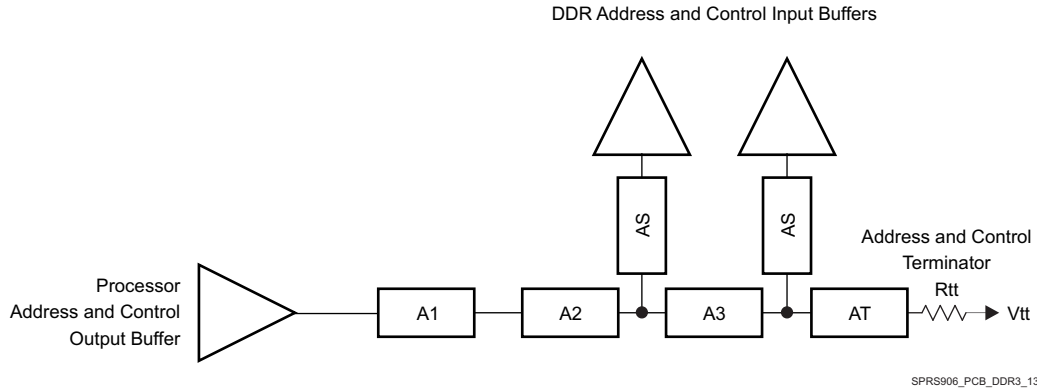 DDR Address and Control Input Buffers
AS
AS
Processor
Address and Control
Output Buffer
A1
A2
A3
AT
Address and Control
Terminator
Rtt
Vtt
SPRS906_PCB_DDR3_13